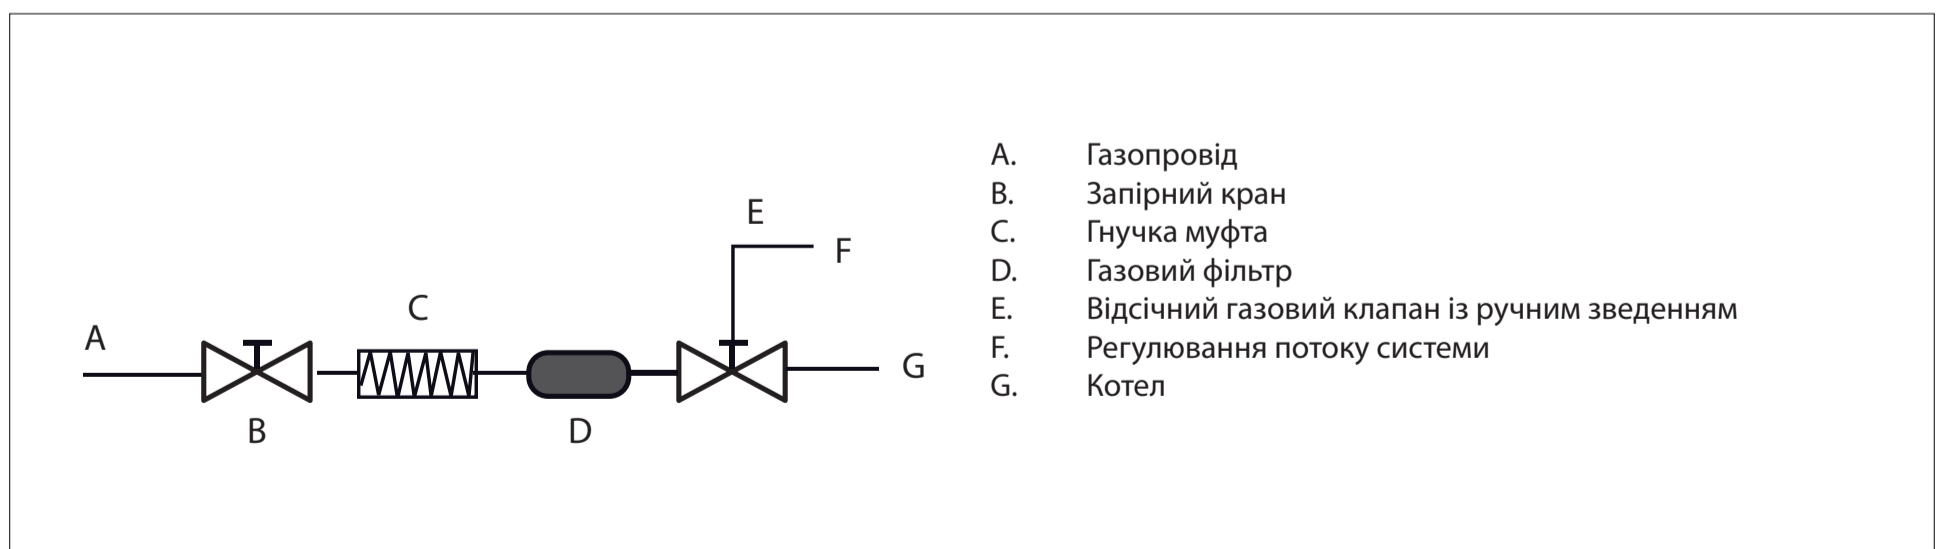 A
B
C
D
E
F
G
A. Газопровід
B. Запірний кран
C. Гнучка муфта
D. Газовий фільтр
E. Відсічний газовий клапан із ручним зведенням
F. Регулювання потоку системи
G. Котел